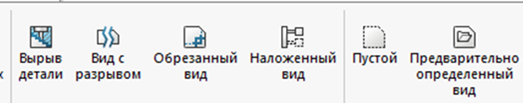 Вырыв
детали
Вид с
разрывом
Обрезанный
вид
Наложенный
вид
Пустой
Предварительно
определенный
вид